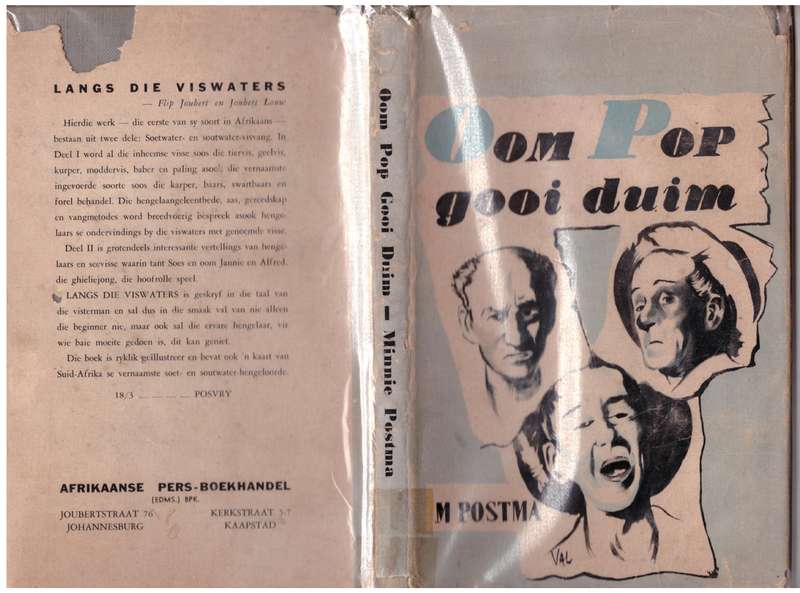 LANGS DIE VISWATERS
— Flip Joubert en Joubert Louw
Hierdie werk — die eerste van sy soort in Afrikaans —
bestaan uit twee dele: Soetwater- en soutwater-visvang. In
Deel I word al die inheemse visse soos die tiervis, geelvis,
kurper, moddervis, baber en paling asook die vernaamste
ingevoerde soorte soos die karper, baars, swartbaars en
forel behandel. Die hengelaangeleenthede, aas, gereedskap
en vangmetodes word breedvoerig bespreek asook henge-
laars se ondervindings by die viswaters met genoemde visse.
Deel II is grotendeels interessante vertellings van henge-
laars en seevisse waarin tant Soes en oom Jannie en Alfred,
die ghieliejong, die hoofrolle speel.
LANGS DIE VISWATERS is geskryf in die taal van
die visterman en sal dus in die smaak val van nie alleen
die beginner nie, maar ook sal die ervare hengelaar, vir
wie baie moeite gedoen is, dit kan geniet.
Die boek is ryklik geïllustreer en bevat ook 'n kaart van
Suid-Afrika se vernaamste soet- en soutwater-hengeloorde.
18/3 _ _ _ _ POSVRY
AFRIKAANSE PERS-BOEKHANDEL
(EDMS.) BPK.
JOUBERTSTRAAT 76
JOHANNESBURG
KERKSTRAAT 5-7
KAAPSTAD
Oom Pop Gooi Duim — Minnie Postma
OOM POP
gooi duim
M POSTMA
VAL